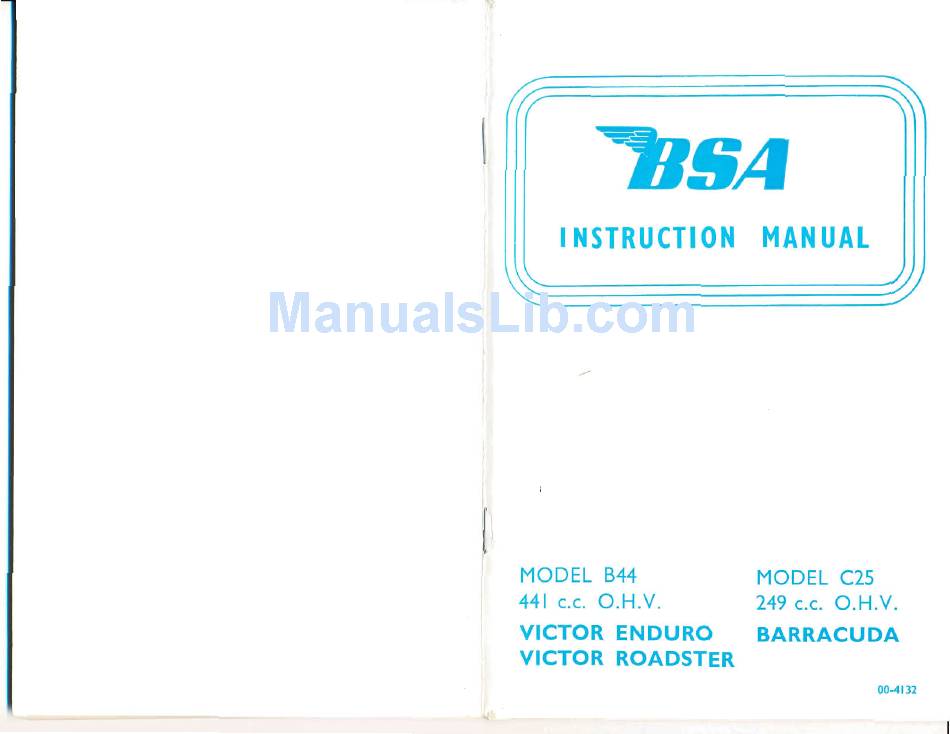 BSA
INSTRUCTION MANUAL
ManualsLib.com
MODEL B44
441 c.c. O.H.V.
VICTOR ENDURO
VICTOR ROADSTER
MODEL C25
249 c.c. O.H.V.
BARRACUDA
00-4132